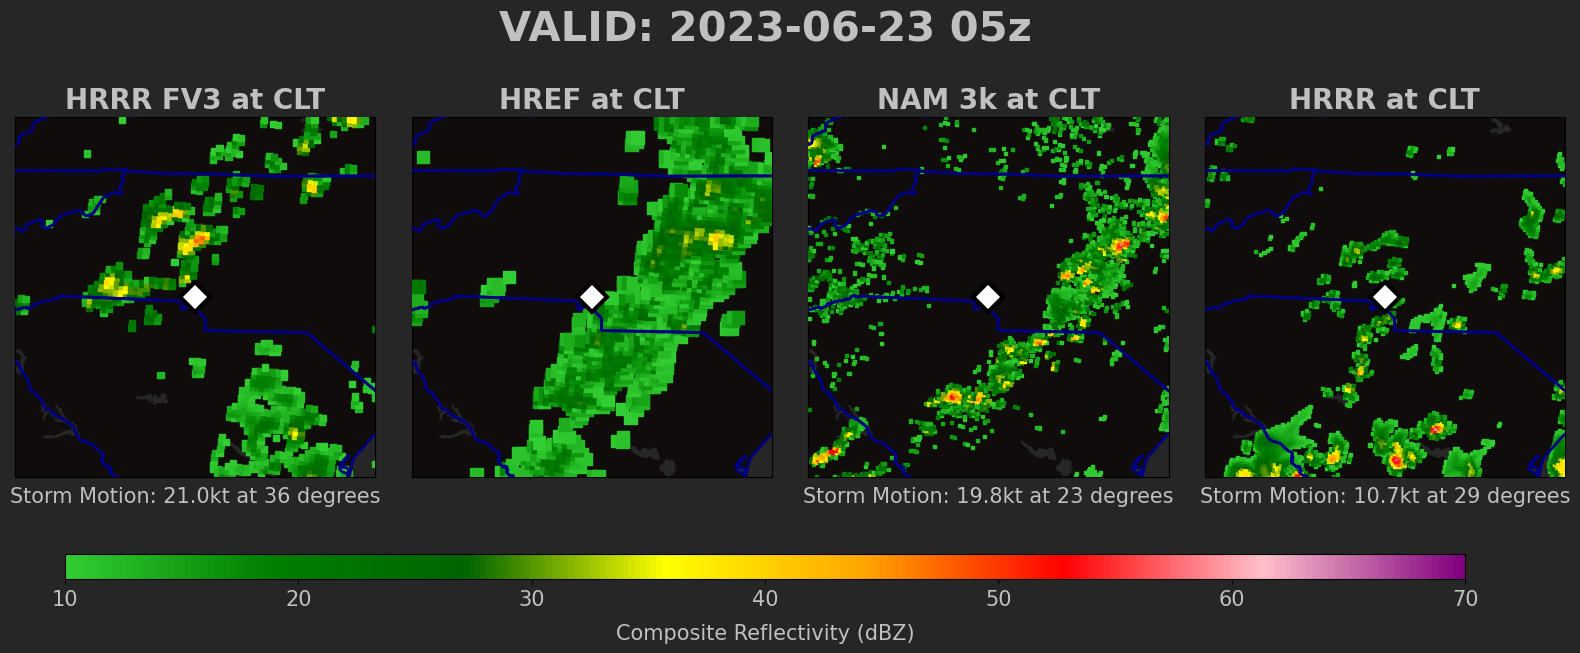 VALID: 2023-06-23 05z
HRRR FV3 at CLT
HREF at CLT
NAM 3k at CLT
HRRR at CLT
Storm Motion: 21.0kt at 36 degrees
Storm Motion: 19.8kt at 23 degrees
Storm Motion: 10.7kt at 29 degrees
10 20 30 40 50 60 70
Composite Reflectivity (dBZ)